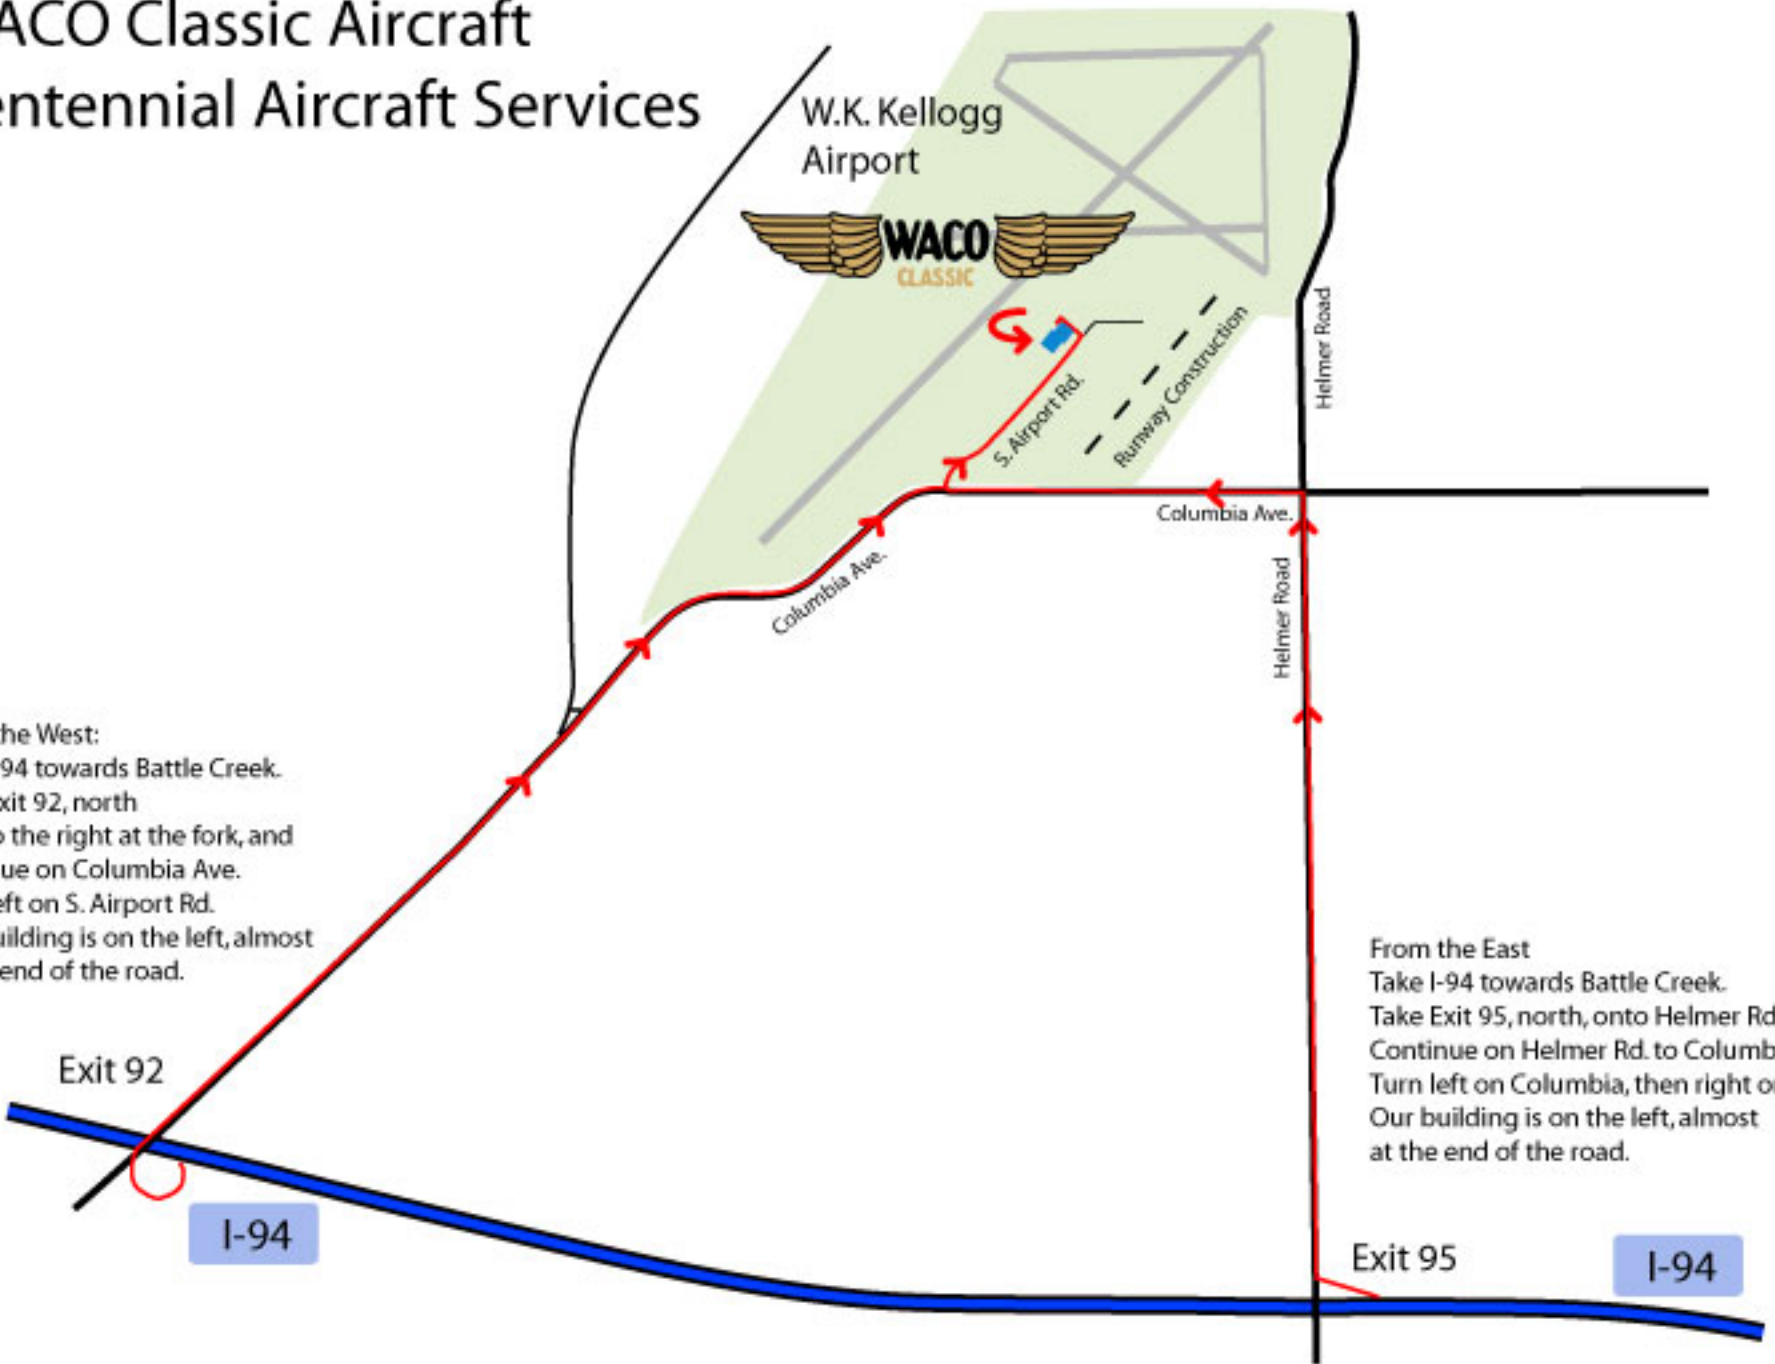 ACO Classic Aircraft
entennial Aircraft Services
W.K. Kellogg
Airport
WACO
CLASSIC
Helmer Road
S. Airport Rd.
Runway Construction
Columbia Ave.
Columbia Ave.
Helmer Road
the West:
94 towards Battle Creek.
xit 92, north
o the right at the fork, and
ue on Columbia Ave.
eft on S. Airport Rd.
uilding is on the left, almost
end of the road.
From the East
Take I-94 towards Battle Creek.
Take Exit 95, north, onto Helmer Rd
Continue on Helmer Rd. to Columb
Turn left on Columbia, then right o
Our building is on the left, almost
at the end of the road.
Exit 92
I-94
Exit 95
I-94